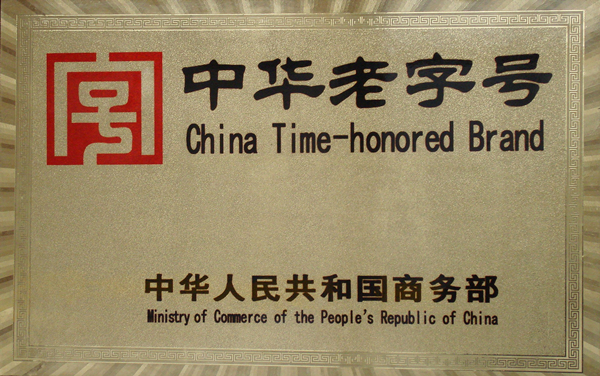 中华老字号
China Time-honored Brand
中华人民共和国商务部
Ministry of Commerce of the People's Republic of China